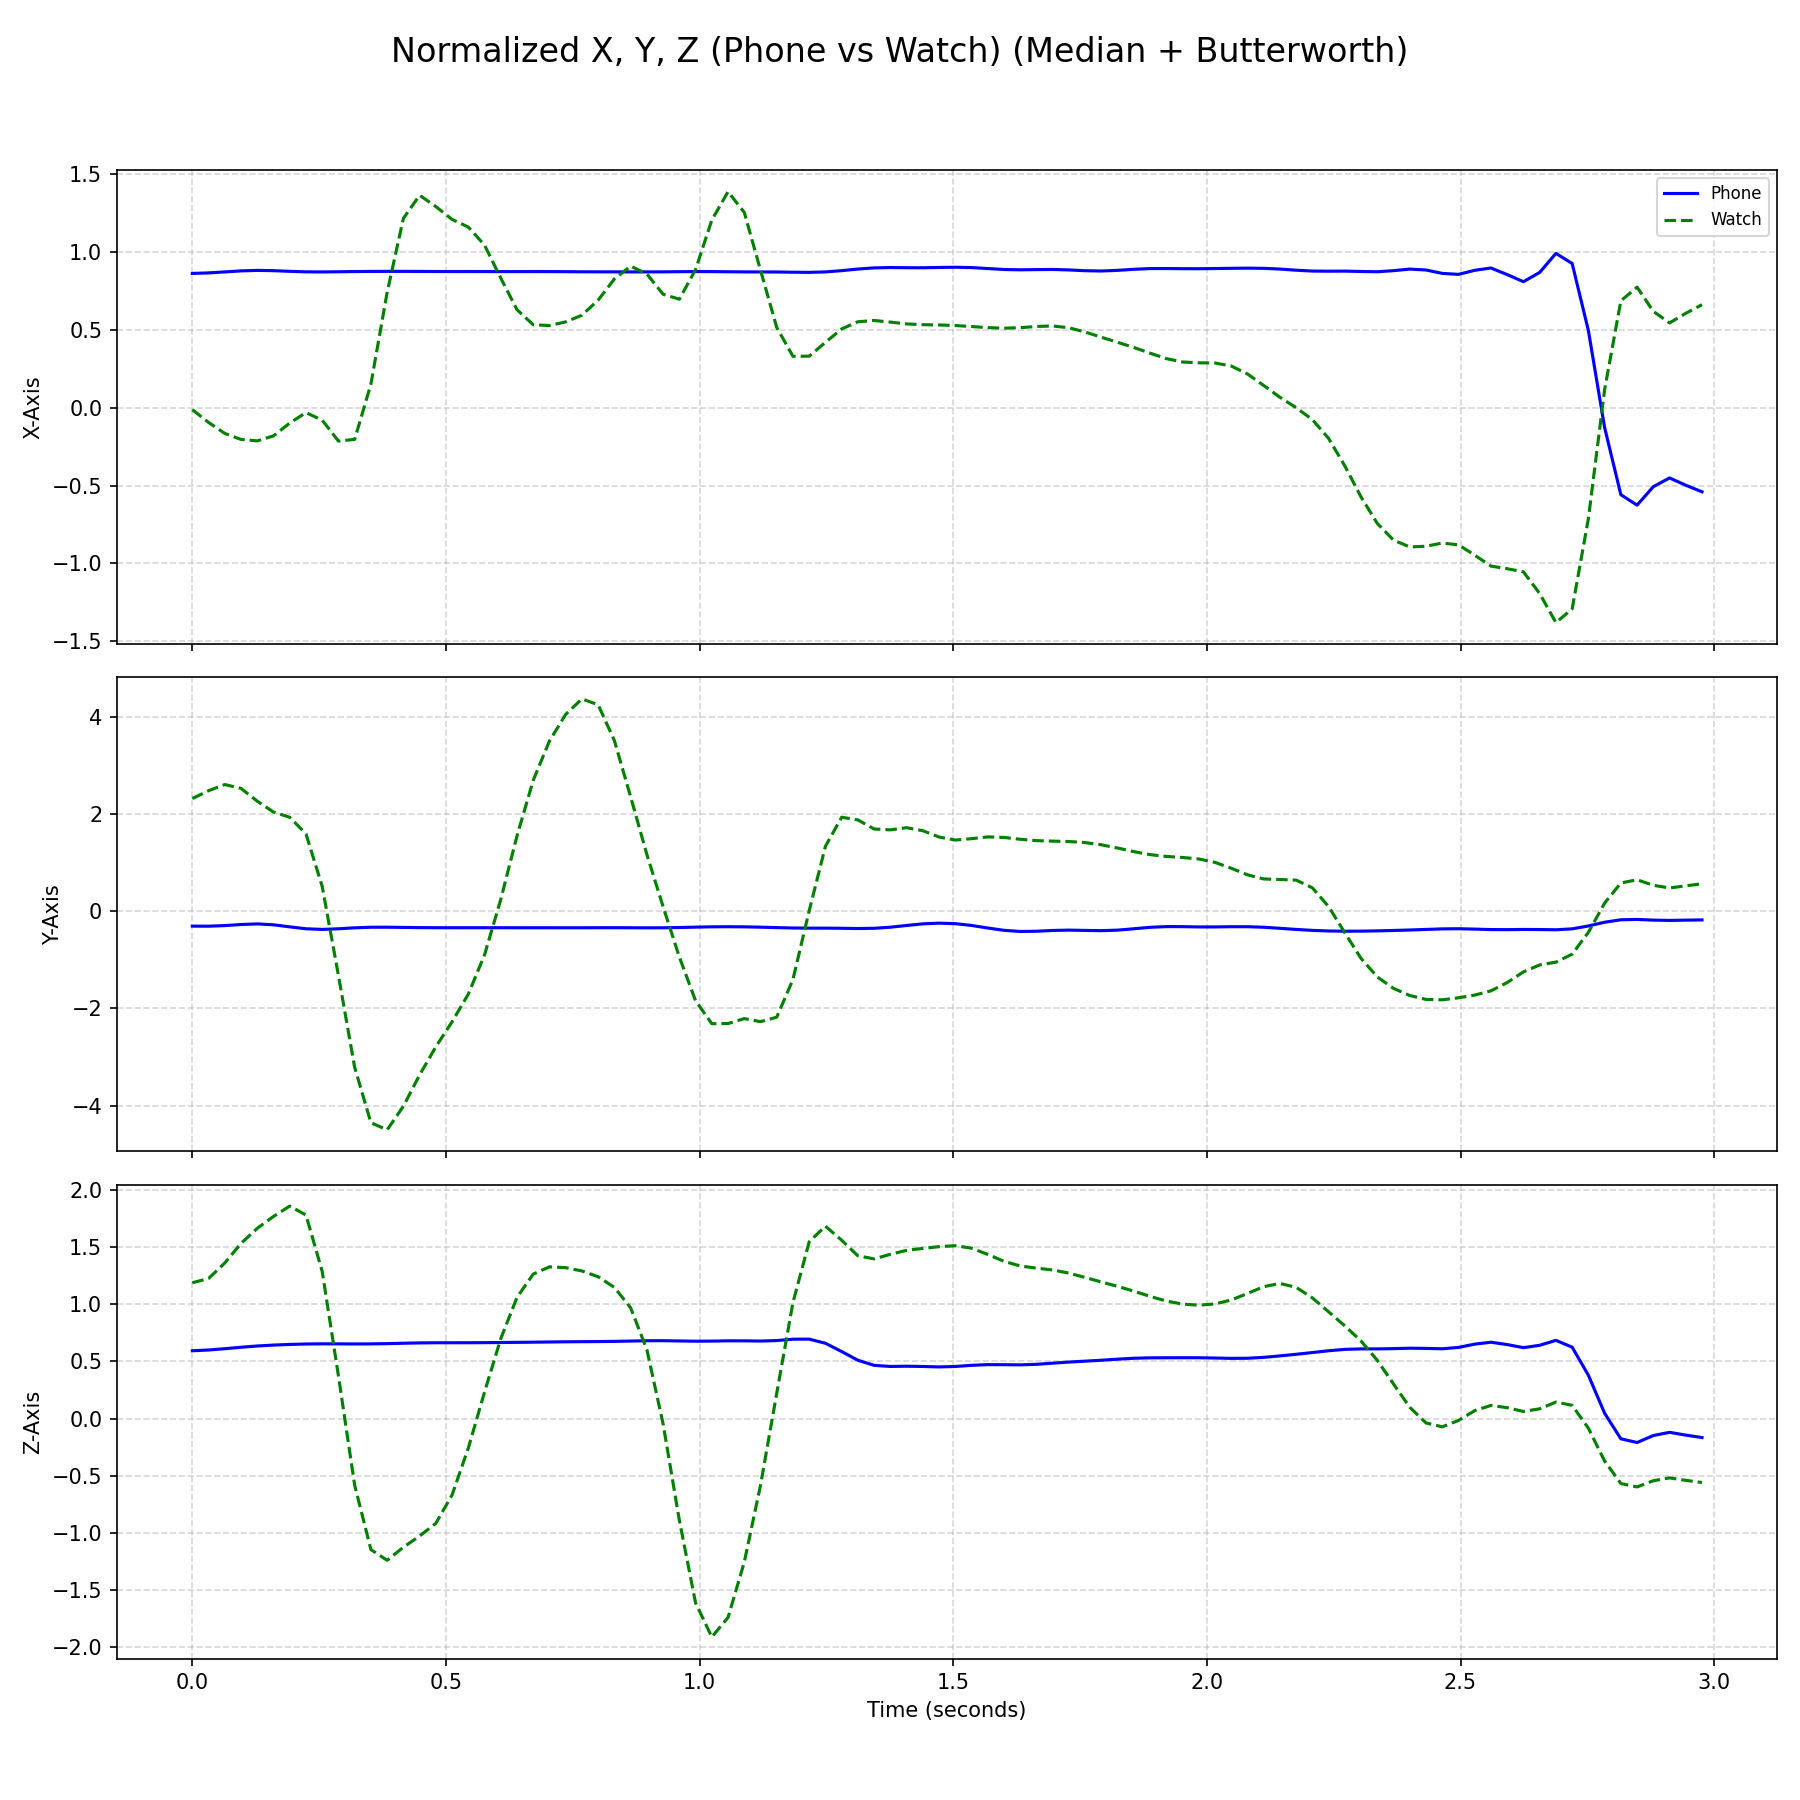 Normalized X, Y, Z (Phone vs Watch) (Median + Butterworth)
1.5
1.0
0.5
0.0
−0.5
−1.0
−1.5
X-Axis
Phone
Watch
4
2
0
−2
−4
Y-Axis
2.0
1.5
1.0
0.5
0.0
−0.5
−1.0
−1.5
−2.0
Z-Axis
0.0 0.5 1.0 1.5 2.0 2.5 3.0
Time (seconds)